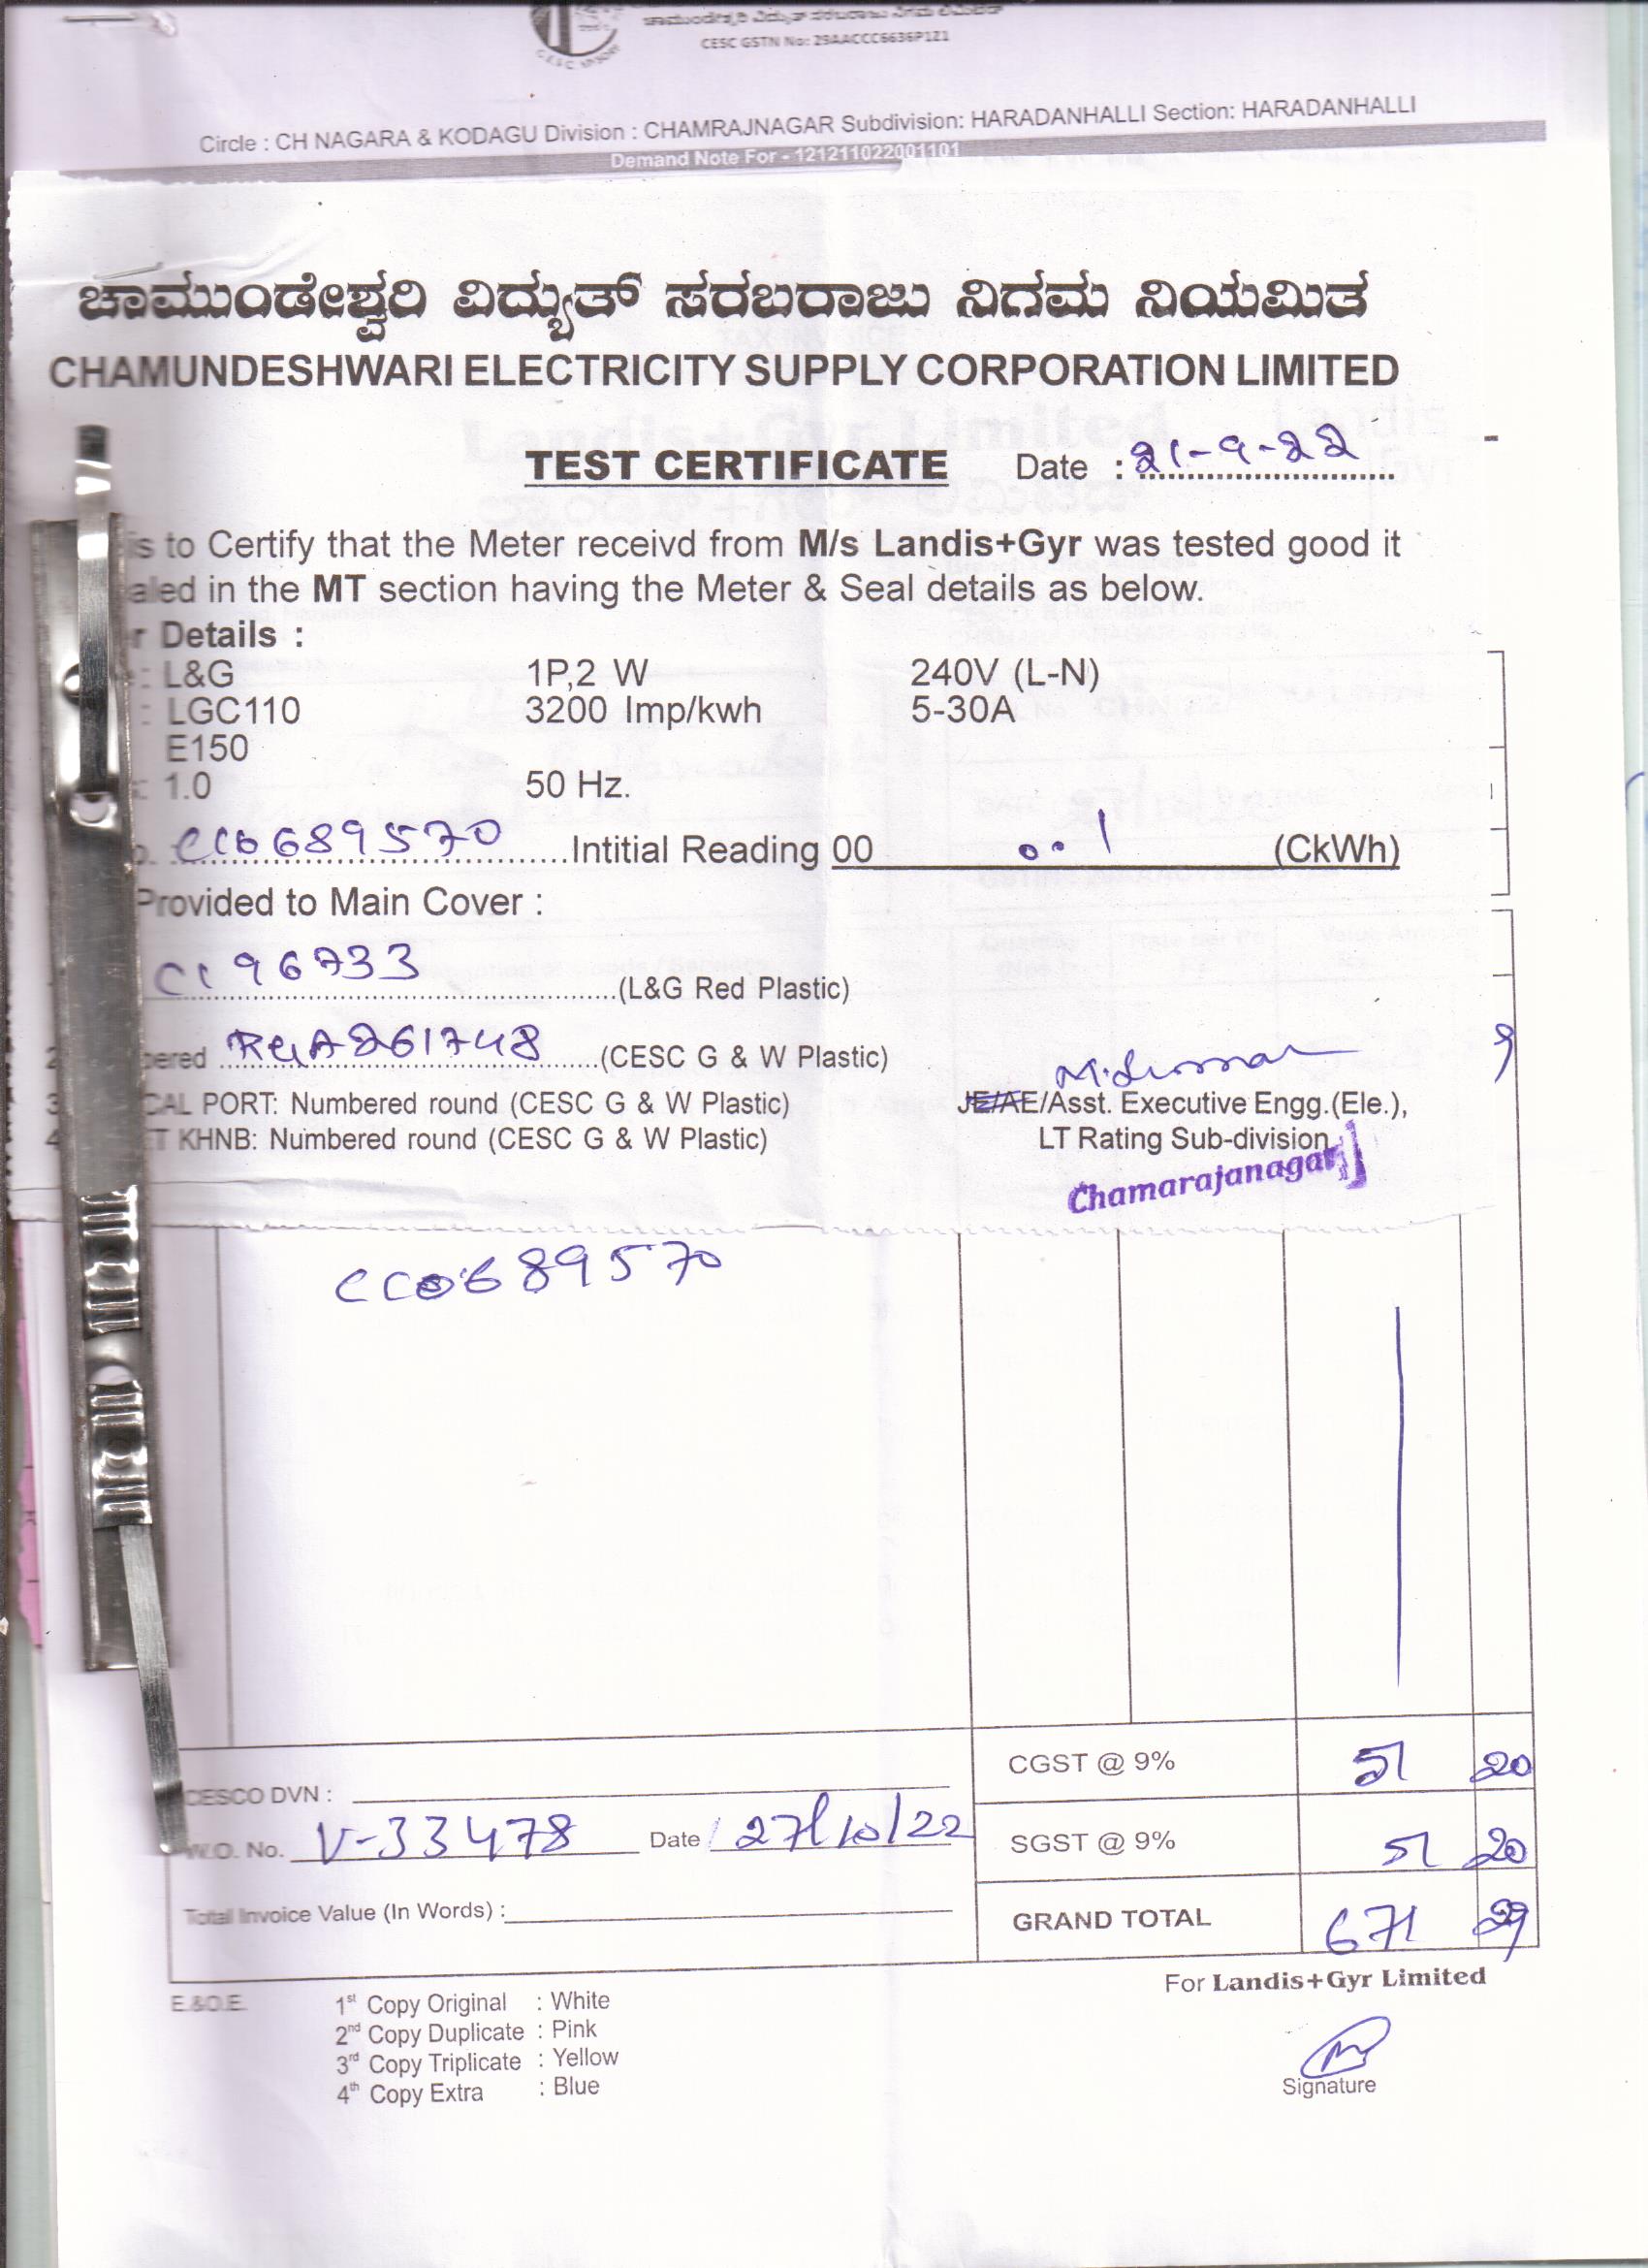 CESC GSTN No: 29AACCC6636P1Z1
Circle : CH NAGARA & KODAGU Division : CHAMRAJNAGAR Subdivision: HARADANHALLI Section: HARADANHALLI
Demand Note For - 121211022001101
ಚಾಮುಂಡೇಶ್ವರಿ ವಿದ್ಯುತ್ ಸರಬರಾಜು ನಿಗಮ ನಿಯಮಿತ
CHAMUNDESHWARI ELECTRICITY SUPPLY CORPORATION LIMITED
TEST CERTIFICATE Date : 21-9-22
is to Certify that the Meter receivd from M/s Landis+Gyr was tested good it
aled in the MT section having the Meter & Seal details as below.
r Details :
: L&G 1P,2 W 240V (L-N)
: LGC110 3200 Imp/kwh 5-30A
E150
: 1.0 50 Hz.
CC0689570 Intitial Reading 00 00.1 (CkWh)
Provided to Main Cover :
CC96733 (L&G Red Plastic)
bered (CESC G & W Plastic)
3 CAL PORT: Numbered round (CESC G & W Plastic) JE/AE/Asst. Executive Engg.(Ele.),
4 ET KHNB: Numbered round (CESC G & W Plastic) LT Rating Sub-division
Chamarajanagar
CC0689570
CGST @ 9% 51 20
CESCO DVN :
W.O. No. V-33478 Date 27/10/22 SGST @ 9% 51 20
Total Invoice Value (In Words) : GRAND TOTAL 671 29
For Landis+Gyr Limited
E.&O.E. 1st Copy Original : White
2nd Copy Duplicate : Pink
3rd Copy Triplicate : Yellow
4th Copy Extra : Blue
Signature